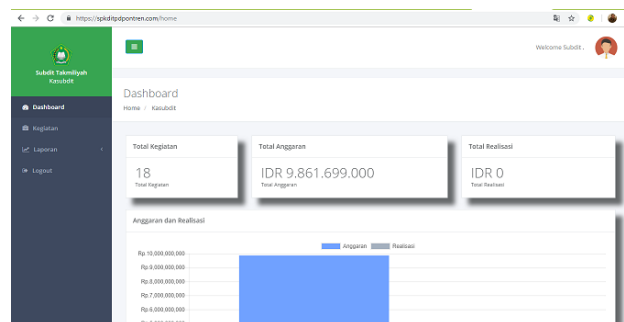 https://spkditpdpontren.com/home
Subdit Takmiliyah
Kasubdit
Welcome Subdit .
Dashboard
Home / Kasubdit
Dashboard
Kegiatan
Laporan
Logout
Total Kegiatan
18
Total Kegiatan
Total Anggaran
IDR 9.861.699.000
Total Anggaran
Total Realisasi
IDR 0
Total Realisasi
Anggaran dan Realisasi
Anggaran Realisasi
Rp 10,000,000,000
Rp 9,000,000,000
Rp 8,000,000,000
Rp 7,000,000,000
Rp 6,000,000,000